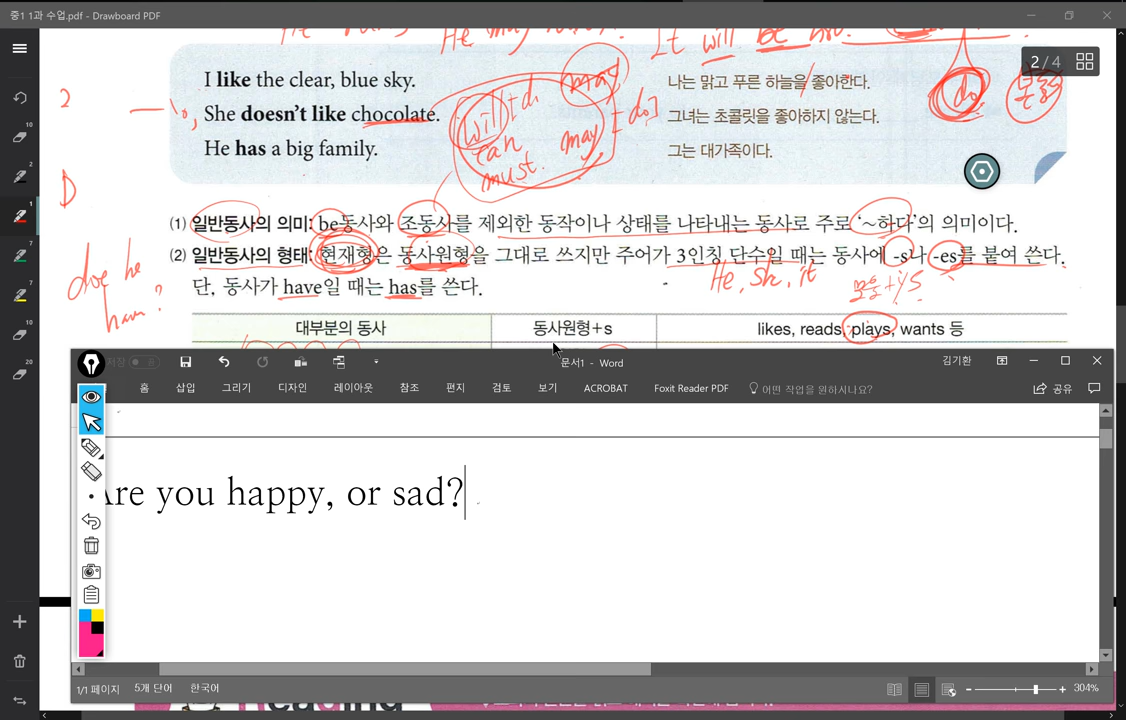 중1 1과 수업.pdf - Drawboard PDF
2/4
I like the clear, blue sky. 나는 맑고 푸른 하늘을 좋아한다.
She doesn't like chocolate. 그녀는 초콜릿을 좋아하지 않는다.
He has a big family. 그는 대가족이다.
will
can
must
may
may
do
(1) 일반동사의 의미: be동사와 조동사를 제외한 동작이나 상태를 나타내는 동사로 주로 '~하다'의 의미이다.
(2) 일반동사의 형태: 현재형은 동사원형을 그대로 쓰지만 주어가 3인칭 단수일 때는 동사에 -s나 -es를 붙여 쓴다.
단, 동사가 have일 때는 has를 쓴다.
He, sh, it
대부분의 동사 동사원형+s likes, reads, plays, wants 등
문서1 - Word
김기환
홈 삽입 그리기 디자인 레이아웃 참조 편지 검토 보기 ACROBAT Foxit Reader PDF 어떤 작업을 원하시나요? 공유
Are you happy, or sad?
1/1 페이지 5개 단어 한국어 304%